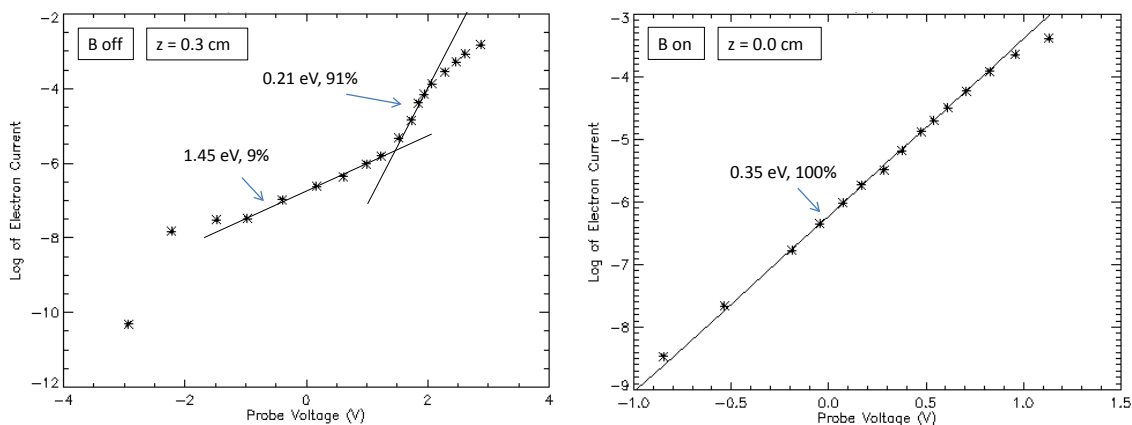 B off
z = 0.3 cm
0.21 eV, 91%
1.45 eV, 9%
Log of Electron Current
-2
-4
-6
-8
-10
-12
-4
-2
0
2
4
Probe Voltage (V)
B on
z = 0.0 cm
0.35 eV, 100%
Log of Electron Current
-3
-4
-5
-6
-7
-8
-9
-1.0
-0.5
0.0
0.5
1.0
1.5
Probe Voltage (V)